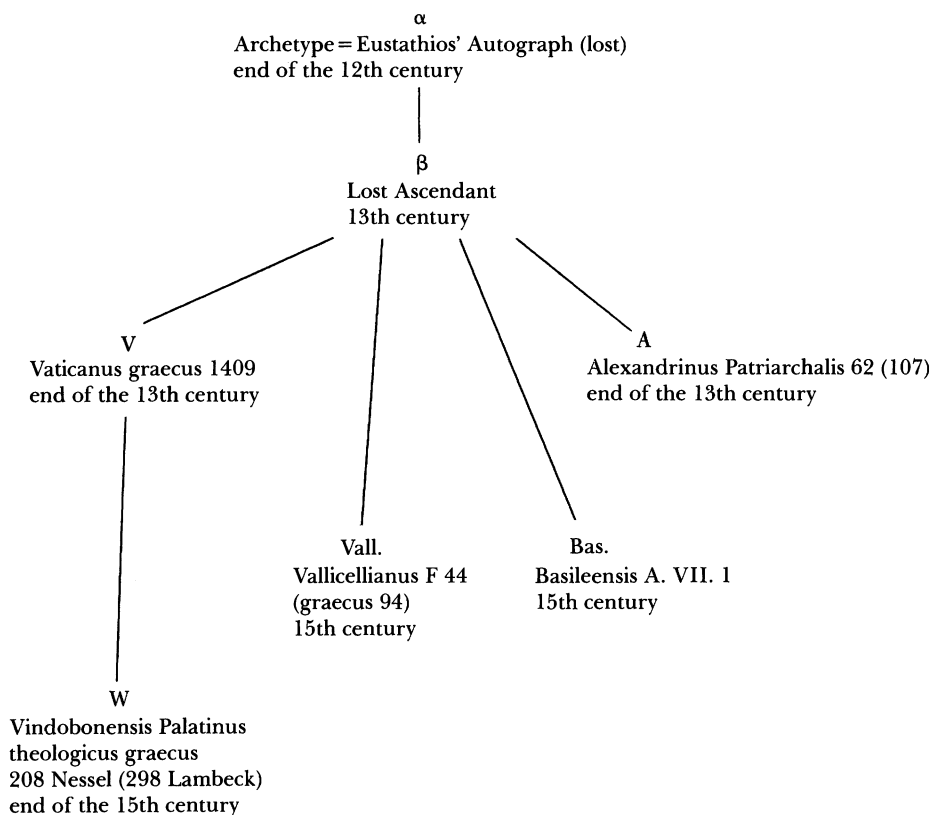 α
Archetype = Eustathios’ Autograph (lost)
end of the 12th century
β
Lost Ascendant
13th century
V
Vaticanus graecus 1409
end of the 13th century
A
Alexandrinus Patriarchalis 62 (107)
end of the 13th century
Vall.
Vallicellianus F 44
(graecus 94)
15th century
Bas.
Basileensis A. VII. 1
15th century
W
Vindobonensis Palatinus
theologicus graecus
208 Nessel (298 Lambeck)
end of the 15th century